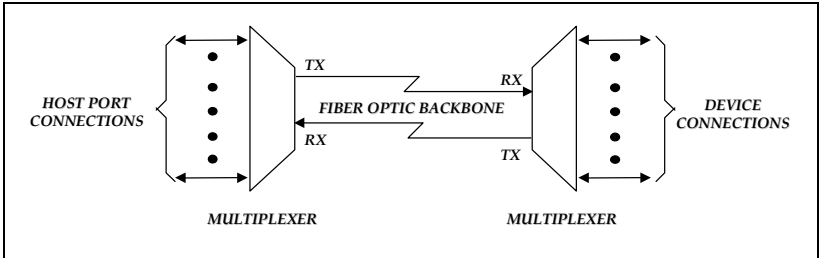 TX
RX
HOST PORT
CONNECTIONS
FIBER OPTIC BACKBONE
DEVICE
CONNECTIONS
RX
TX
MULTIPLEXER
MULTIPLEXER